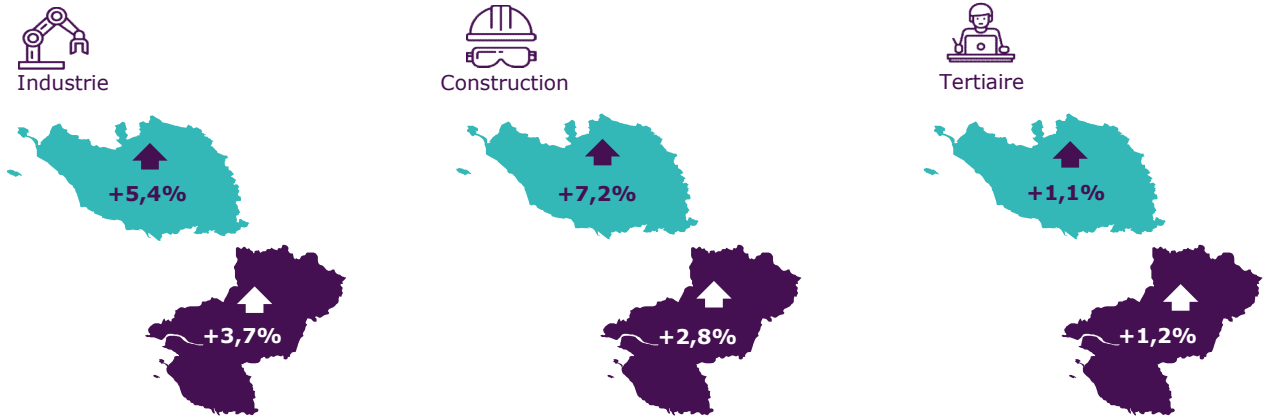 Industrie
+5,4%
+3,7%
Construction
+7,2%
+2,8%
Tertiaire
+1,1%
+1,2%